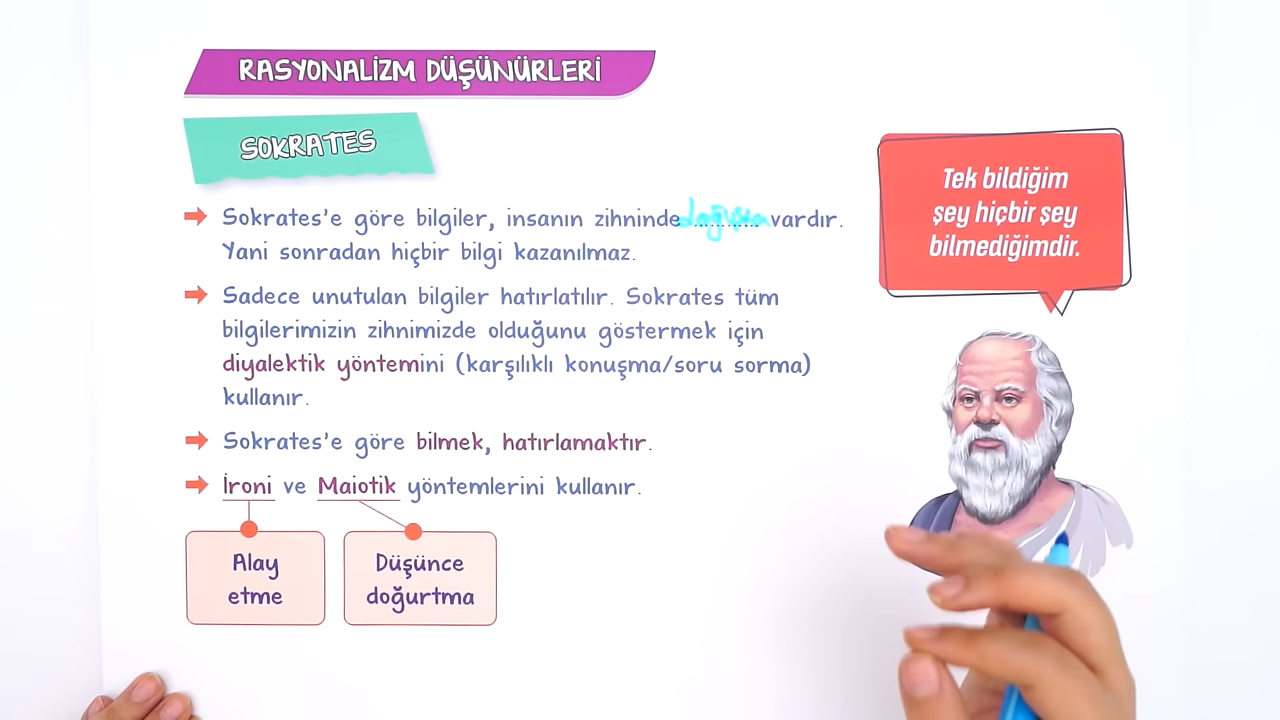 RASYONALİZM DÜŞÜNÜRLERİ
SOKRATES
Sokrates'e göre bilgiler, insanın zihninde doğuştan vardır.
Yani sonradan hiçbir bilgi kazanılmaz.
Sadece unutulan bilgiler hatırlatılır. Sokrates tüm
bilgilerimizin zihnimizde olduğunu göstermek için
diyalektik yöntemini (karşılıklı konuşma/soru sorma)
kullanır.
Sokrates'e göre bilmek, hatırlamaktır.
İroni ve Maiotik yöntemlerini kullanır.
Alay
etme
Düşünce
doğurtma
Tek bildiğim
şey hiçbir şey
bilmediğimdir.